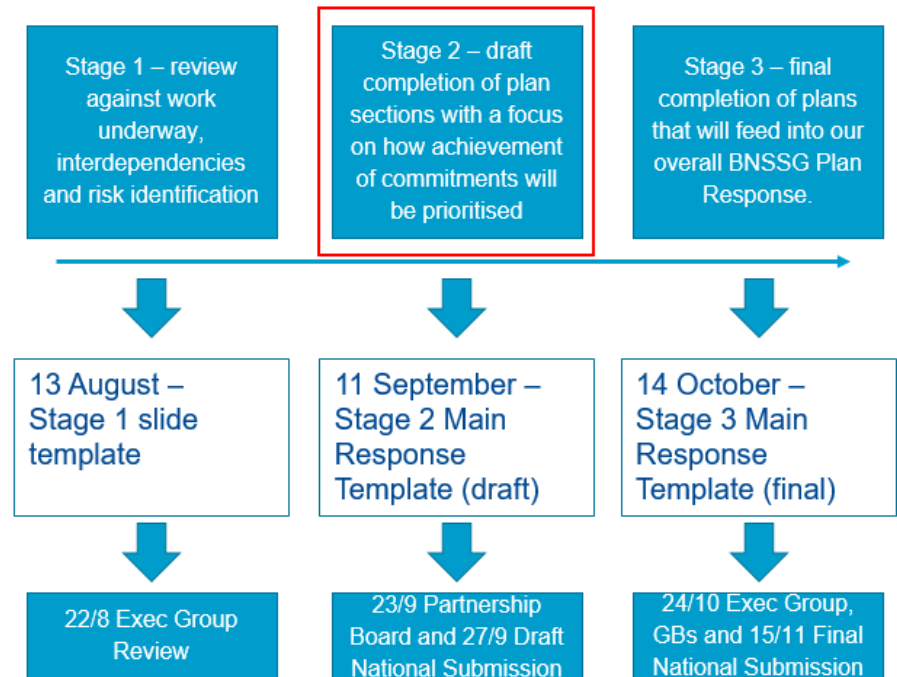 Stage 1 – review
against work
underway,
interdependencies
and risk identification
Stage 2 – draft
completion of plan
sections with a focus
on how achievement
of commitments will
be prioritised
Stage 3 – final
completion of plans
that will feed into our
overall BNSSG Plan
Response.
13 August –
Stage 1 slide
template
11 September –
Stage 2 Main
Response
Template (draft)
14 October –
Stage 3 Main
Response
Template (final)
22/8 Exec Group
Review
23/9 Partnership
Board and 27/9 Draft
National Submission
24/10 Exec Group,
GBs and 15/11 Final
National Submission